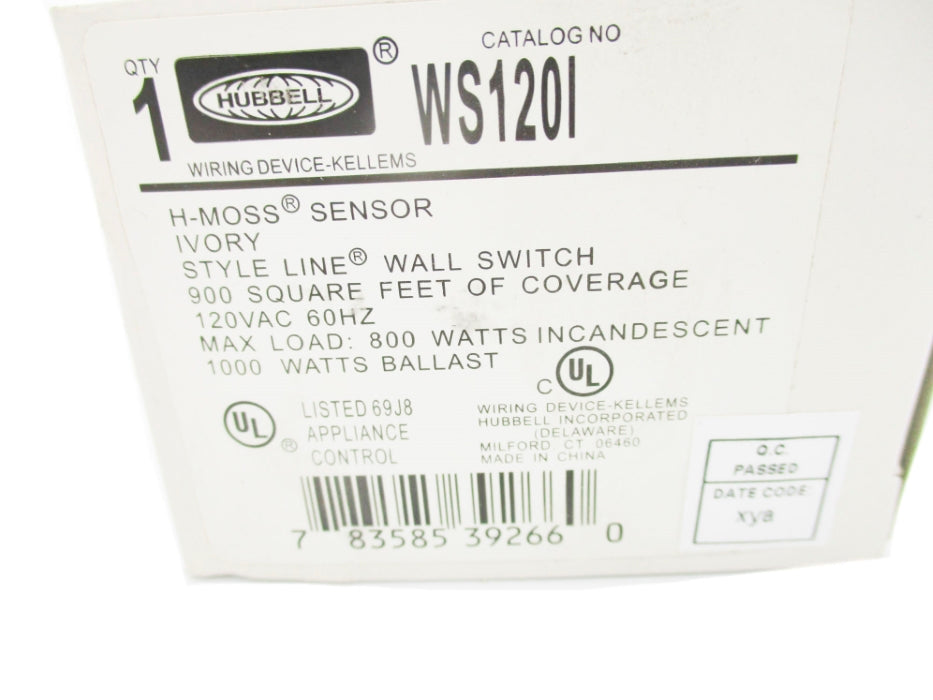 QTY
1
HUBBELL®
CATALOG NO
WS120I
WIRING DEVICE-KELLEMS
H-MOSS® SENSOR
IVORY
STYLE LINE® WALL SWITCH
900 SQUARE FEET OF COVERAGE
120VAC 60HZ
MAX LOAD: 800 WATTS INCANDESCENT
1000 WATTS BALLAST
C UL
UL ®
LISTED 69J8
APPLIANCE
CONTROL
WIRING DEVICE-KELLEMS
HUBBELL INCORPORATED
(DELAWARE)
MILFORD CT 06460
MADE IN CHINA
7 83585 39266 0
Q.C.
PASSED
DATE CODE:
xya